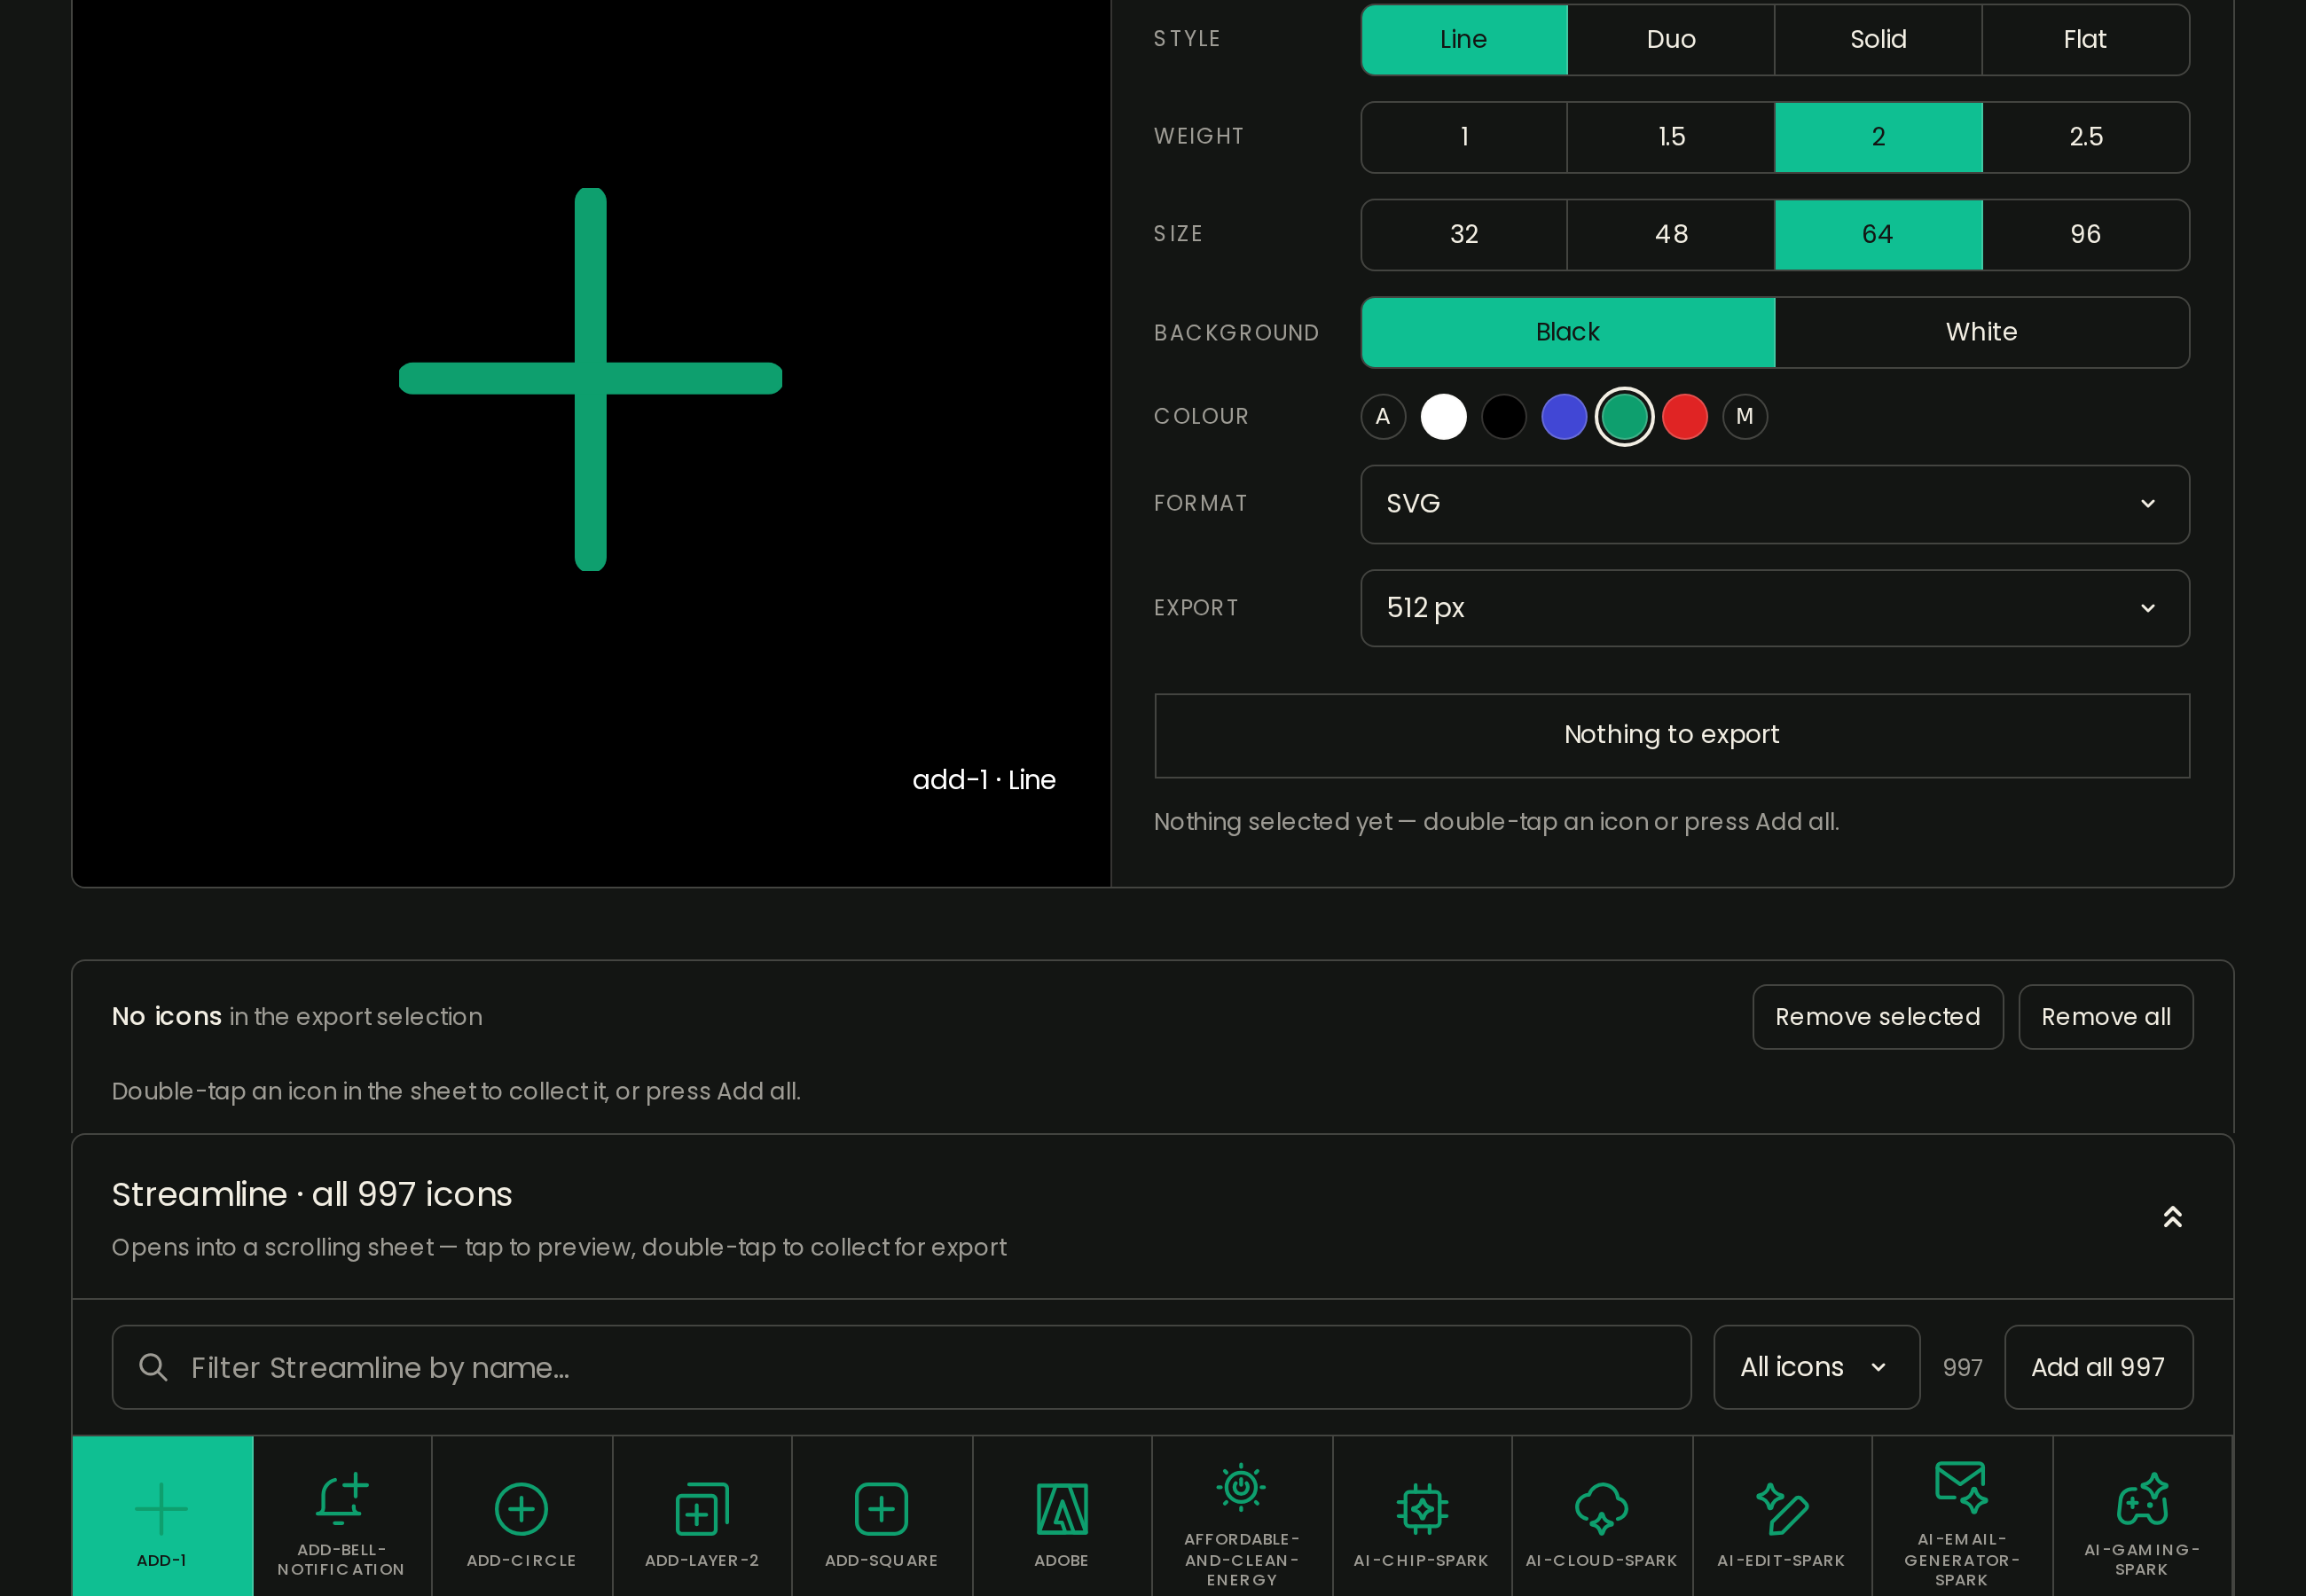 STYLE
Line Duo Solid Flat
WEIGHT
1 1.5 2 2.5
SIZE
32 48 64 96
BACKGROUND
Black White
COLOUR
A M
FORMAT
SVG
EXPORT
512 px
Nothing to export
Nothing selected yet — double-tap an icon or press Add all.
add-1 · Line
No icons in the export selection
Remove selected Remove all
Double-tap an icon in the sheet to collect it, or press Add all.
Streamline · all 997 icons
Opens into a scrolling sheet — tap to preview, double-tap to collect for export
Filter Streamline by name...
All icons 997 Add all 997
ADD-1
ADD-BELL-
NOTIFICATION
ADD-CIRCLE
ADD-LAYER-2
ADD-SQUARE
ADOBE
AFFORDABLE-
AND-CLEAN-
ENERGY
AI-CHIP-SPARK
AI-CLOUD-SPARK
AI-EDIT-SPARK
AI-EMAIL-
GENERATOR-
SPARK
AI-GAMING-
SPARK